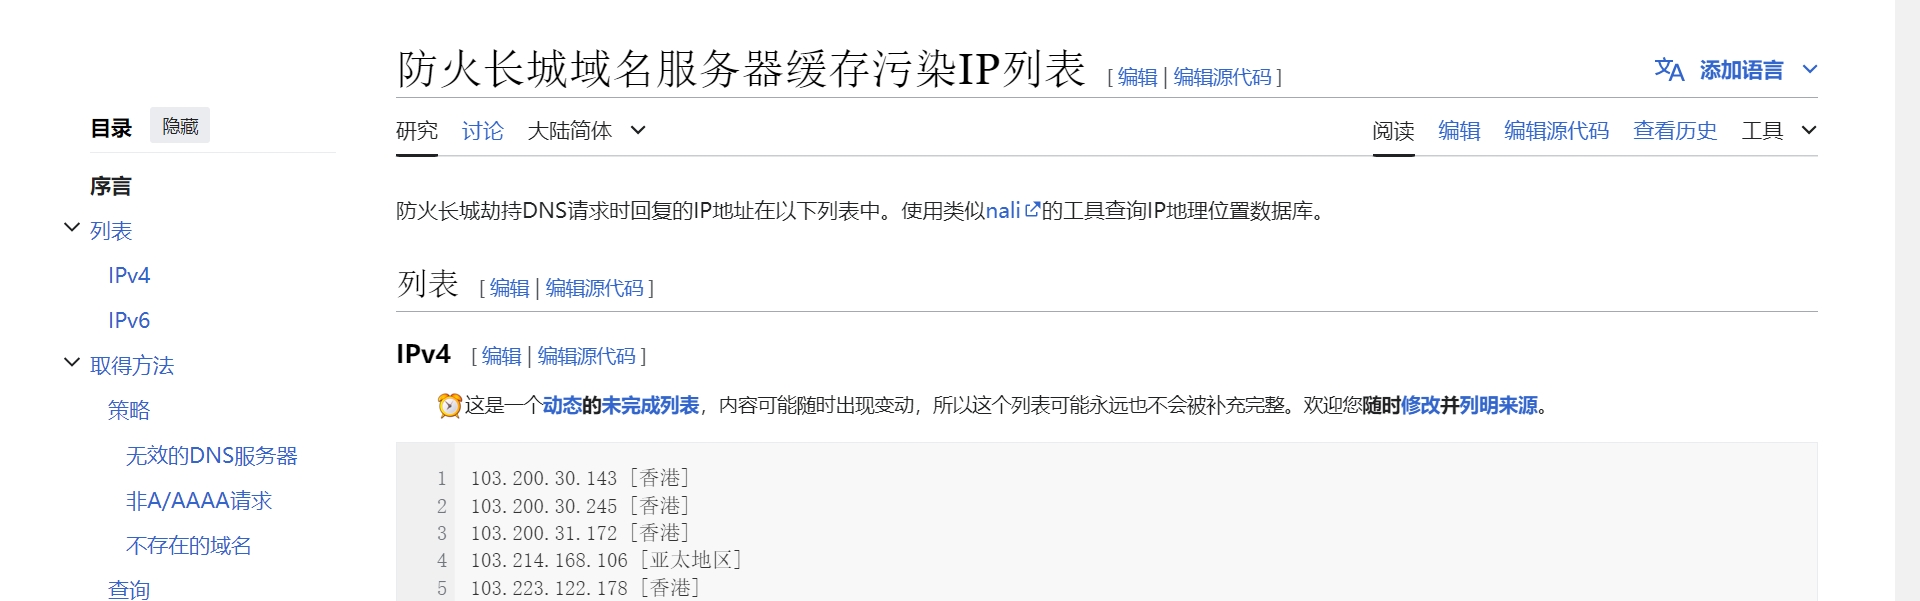 防火长城域名服务器缓存污染IP列表 [ 编辑 | 编辑源代码 ]
添加语言
目录 隐藏
研究 讨论 大陆简体
阅读 编辑 编辑源代码 查看历史 工具
序言
列表
IPv4
IPv6
取得方法
策略
无效的DNS服务器
非A/AAAA请求
不存在的域名
查询
防火长城劫持DNS请求时回复的IP地址在以下列表中。使用类似nali的工具查询IP地理位置数据库。
列表 [ 编辑 | 编辑源代码 ]
IPv4 [ 编辑 | 编辑源代码 ]
这是一个动态的未完成列表，内容可能随时出现变动，所以这个列表可能永远也不会被补充完整。欢迎您随时修改并列明来源。
1 103.200.30.143 [香港]
2 103.200.30.245 [香港]
3 103.200.31.172 [香港]
4 103.214.168.106 [亚太地区]
5 103.223.122.178 [香港]